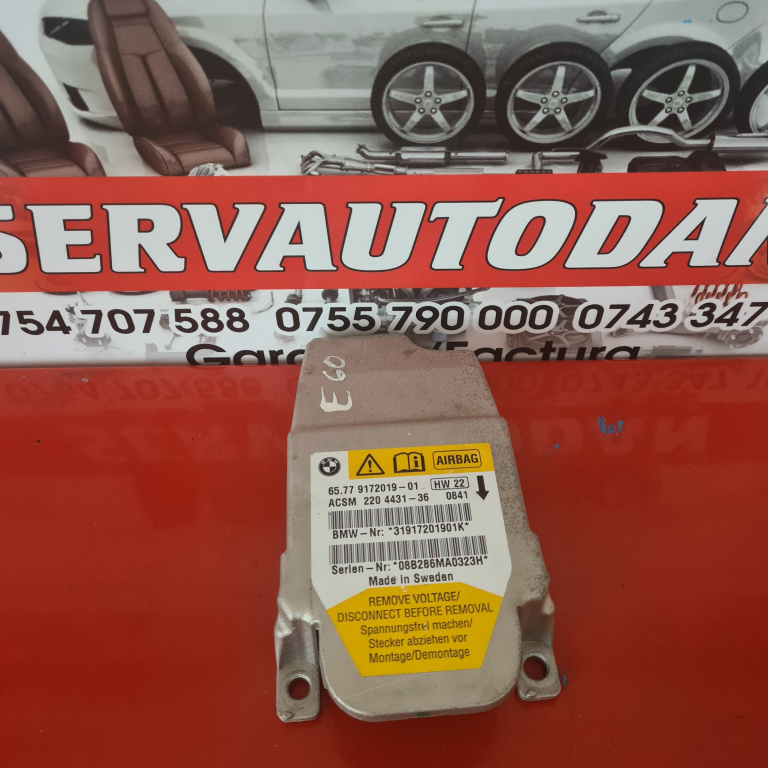 SERVAUTODAN
754 707 588 0755 790 000 0743 347
E60
BMW
AIRBAG
65.77 9172019-01 HW 22
ACSM 220 4431-36 0841
BMW-Nr: *31917201901K*
Serien-Nr: *08B286MA0323H*
Made in Sweden
REMOVE VOLTAGE/
DISCONNECT BEFORE REMOVAL
Spannungsfrei machen/
Stecker abziehen vor
Montage/Demontage